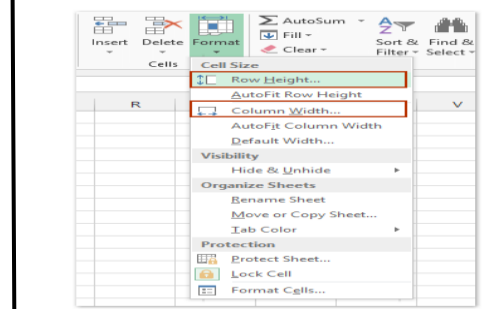 Insert Delete Format
AutoSum
Fill
Clear
Sort & Filter
Find & Select
Cells
Cell Size
Row Height...
AutoFit Row Height
Column Width...
AutoFit Column Width
Default Width...
Visibility
Hide & Unhide
Organize Sheets
Rename Sheet
Move or Copy Sheet...
Tab Color
Protection
Protect Sheet...
Lock Cell
Format Cells...
R V